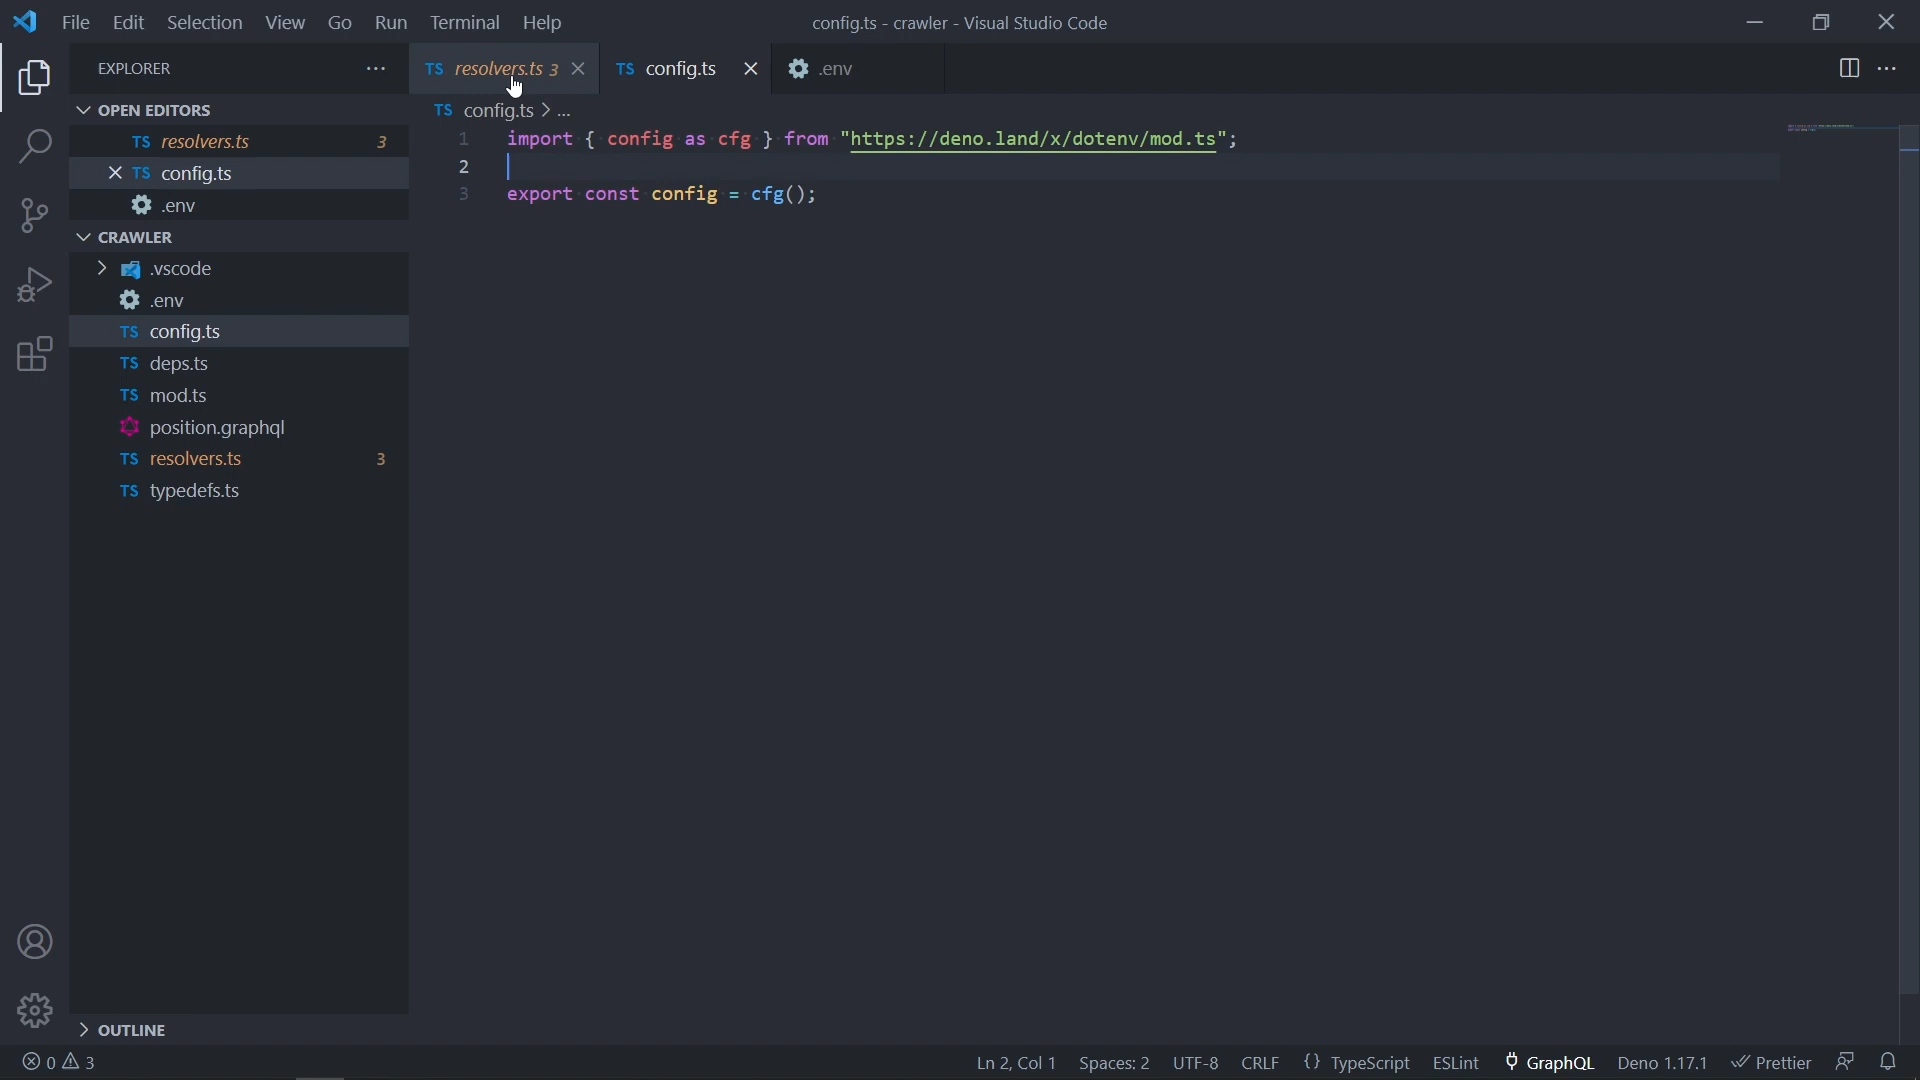 File Edit Selection View Go Run Terminal Help
config.ts - crawler - Visual Studio Code
EXPLORER
TS resolvers.ts 3
TS config.ts
.env
OPEN EDITORS
TS resolvers.ts 3
TS config.ts
.env
CRAWLER
.vscode
.env
TS config.ts
TS deps.ts
TS mod.ts
position.graphql
TS resolvers.ts 3
TS typedefs.ts
OUTLINE
TS config.ts > ...
1 import { config as cfg } from "https://deno.land/x/dotenv/mod.ts";
2
3 export const config = cfg();
0 3
Ln 2, Col 1 Spaces: 2 UTF-8 CRLF {} TypeScript ESLint GraphQL Deno 1.17.1 Prettier